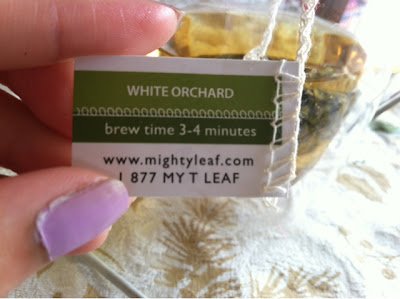 WHITE ORCHARD
brew time 3-4 minutes
www.mightyleaf.com
1 877 MY T LEAF